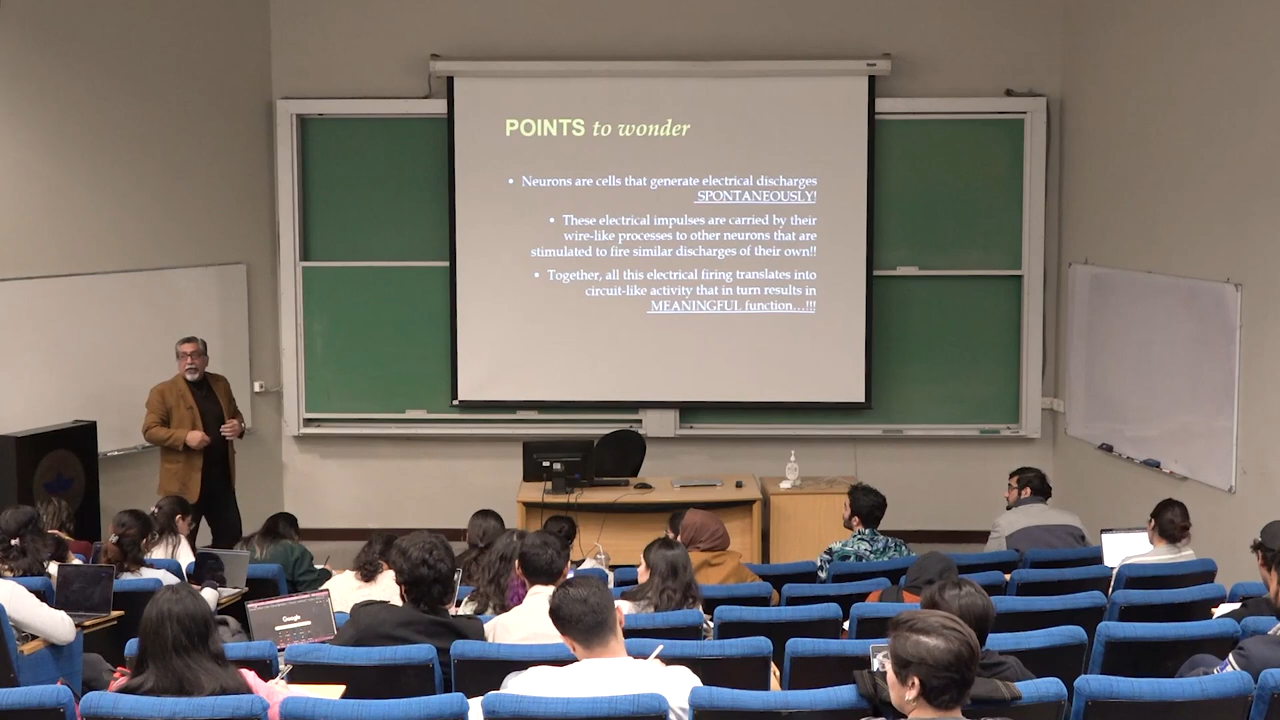 POINTS to wonder
• Neurons are cells that generate electrical discharges
SPONTANEOUSLY!
• These electrical impulses are carried by their
wire-like processes to other neurons that are
stimulated to fire similar discharges of their own!!
• Together, all this electrical firing translates into
circuit-like activity that in turn results in
MEANINGFUL function…!!!
Google